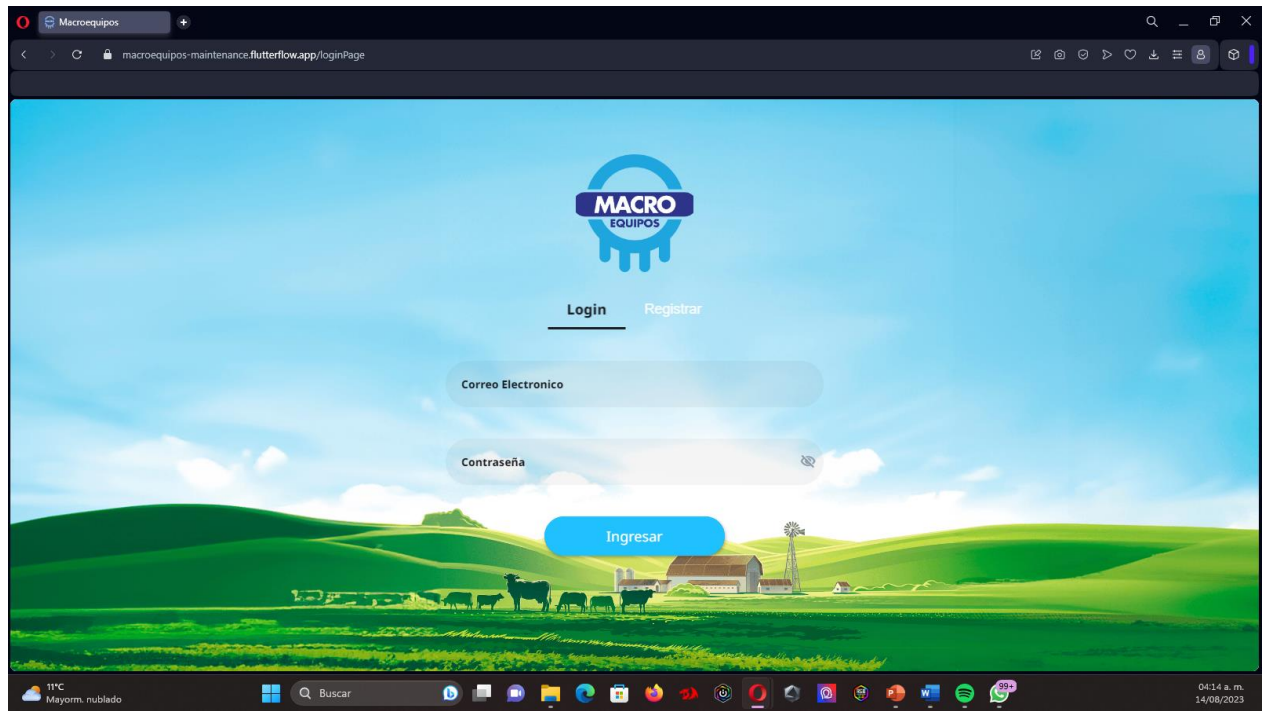 Macroequipos
macroequipos-maintenance.flutterflow.app/loginPage
MACRO
EQUIPOS
Login Registrar
Correo Electronico
Contraseña
Ingresar
11°C
Mayorm. nublado
Buscar
99+
04:14 a. m.
14/08/2023